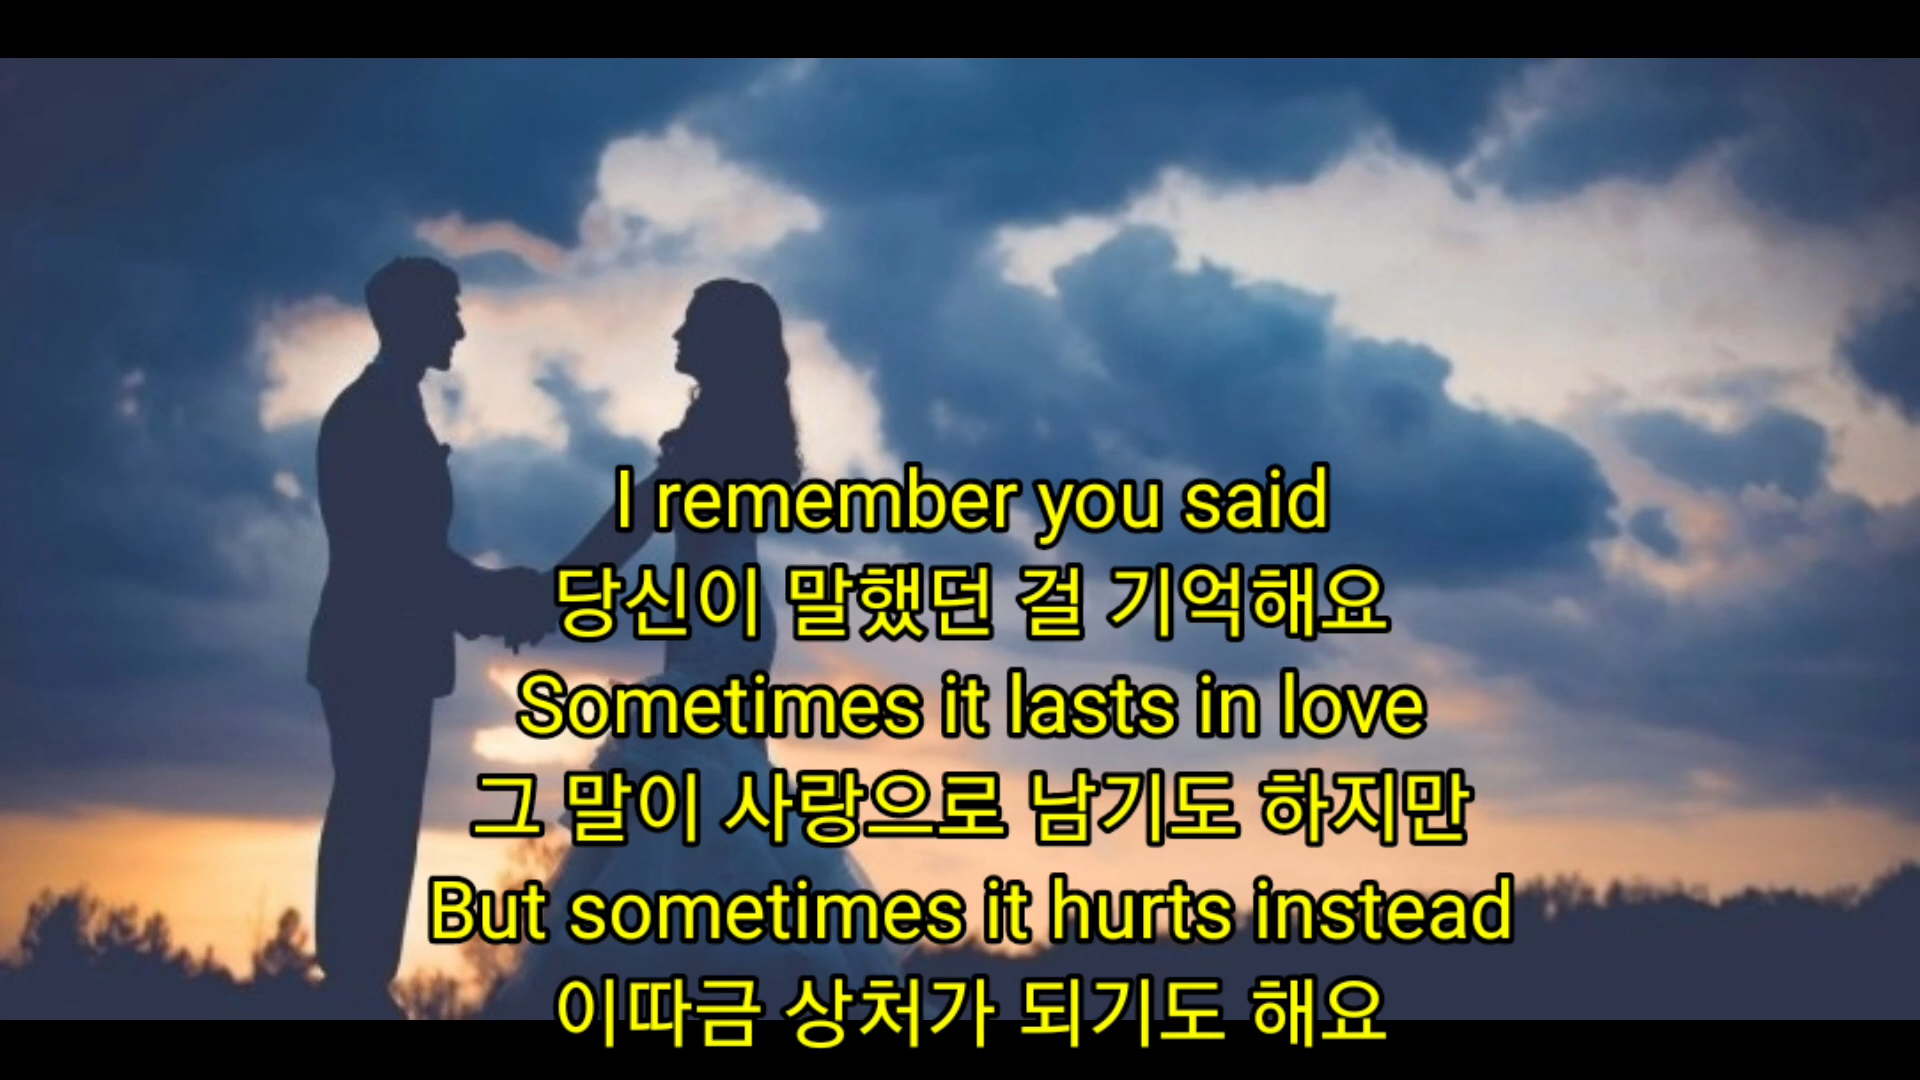 I remember you said
당신이 말했던 걸 기억해요
Sometimes it lasts in love
그 말이 사랑으로 남기도 하지만
But sometimes it hurts instead
이따금 상처가 되기도 해요